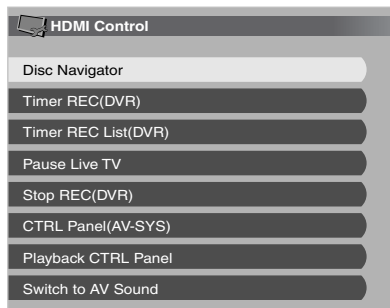 HDMI Control
Disc Navigator
Timer REC(DVR)
Timer REC List(DVR)
Pause Live TV
Stop REC(DVR)
CTRL Panel(AV-SYS)
Playback CTRL Panel
Switch to AV Sound